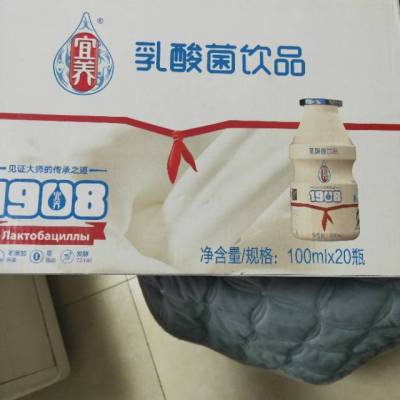 宜养®
乳酸菌饮品
见证大师的传承之道
1908
Лактобациллы
乳酸菌饮品
宜养
1908
净含量/规格：100mlx20瓶